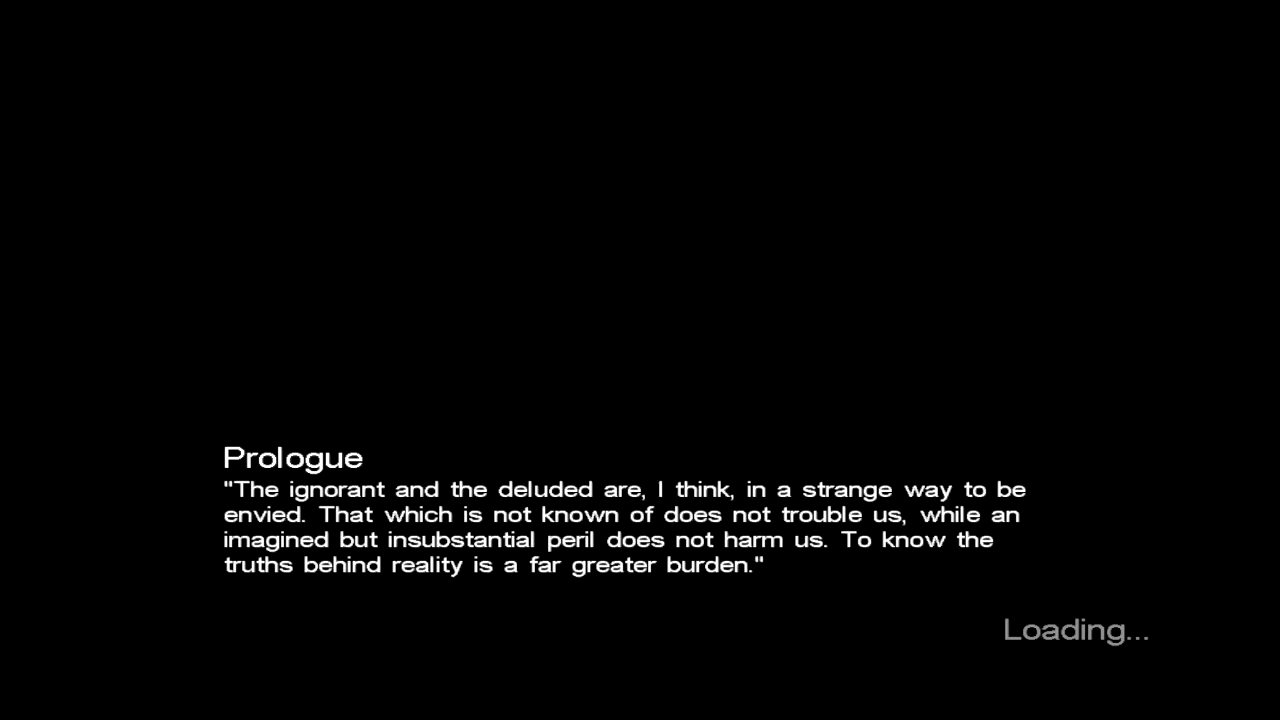 Prologue
"The ignorant and the deluded are, I think, in a strange way to be
envied. That which is not known of does not trouble us, while an
imagined but insubstantial peril does not harm us. To know the
truths behind reality is a far greater burden."
Loading...